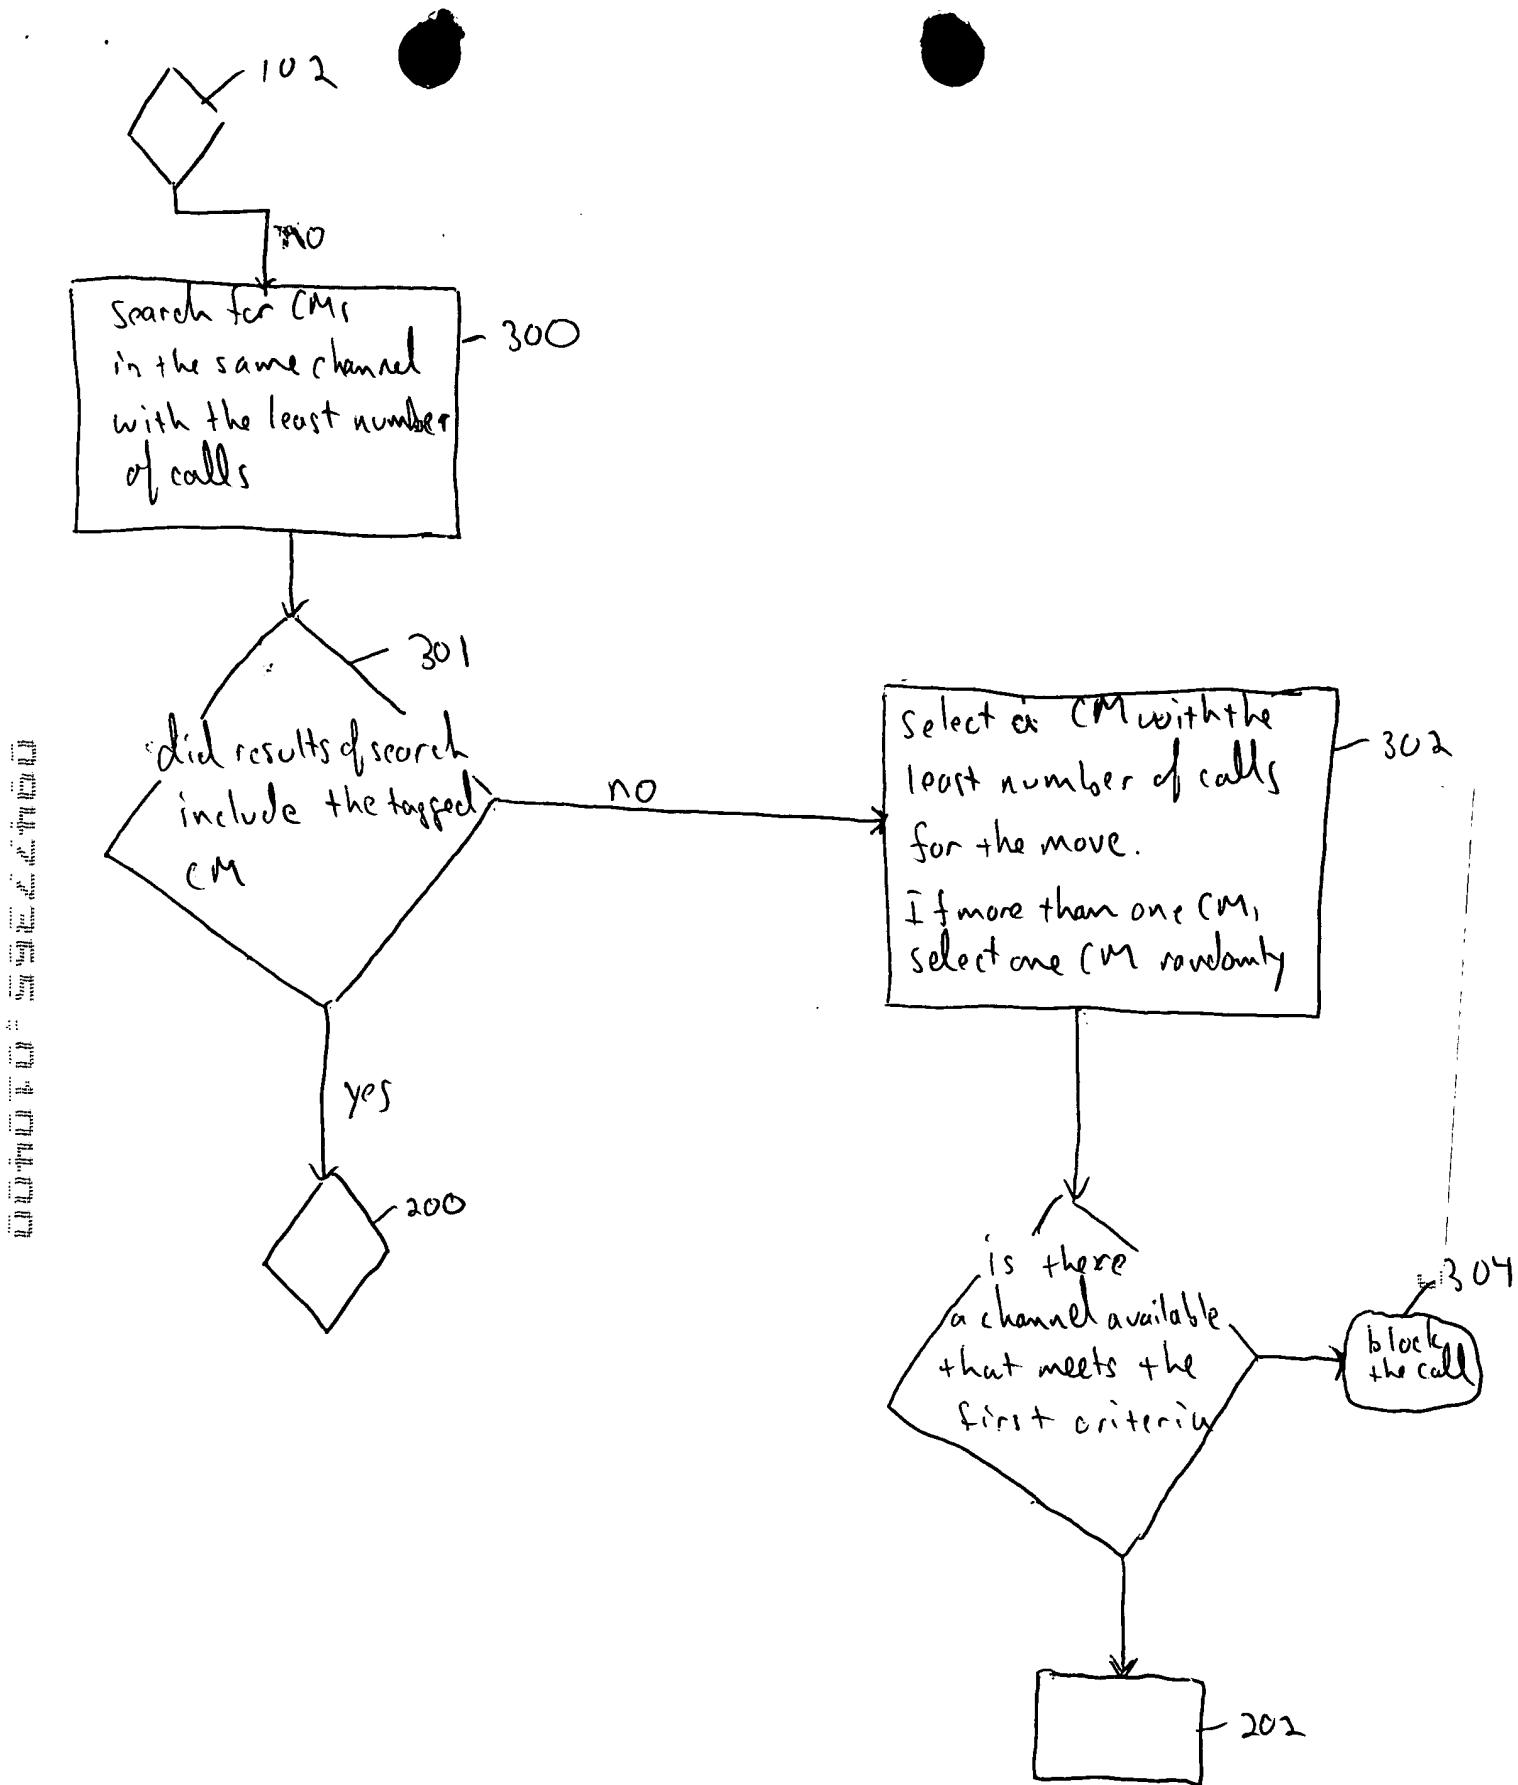 102
no
search for CMs
in the same channel
with the least number
of calls
300
301
did results of search
include the tagged
CM
no
yes
200
select a CM with the
least number of calls
for the move.
If more than one CM,
select one CM randomly
302
is there
a channel available
that meets the
first criteria
304
block
the call
202
09477365.010400